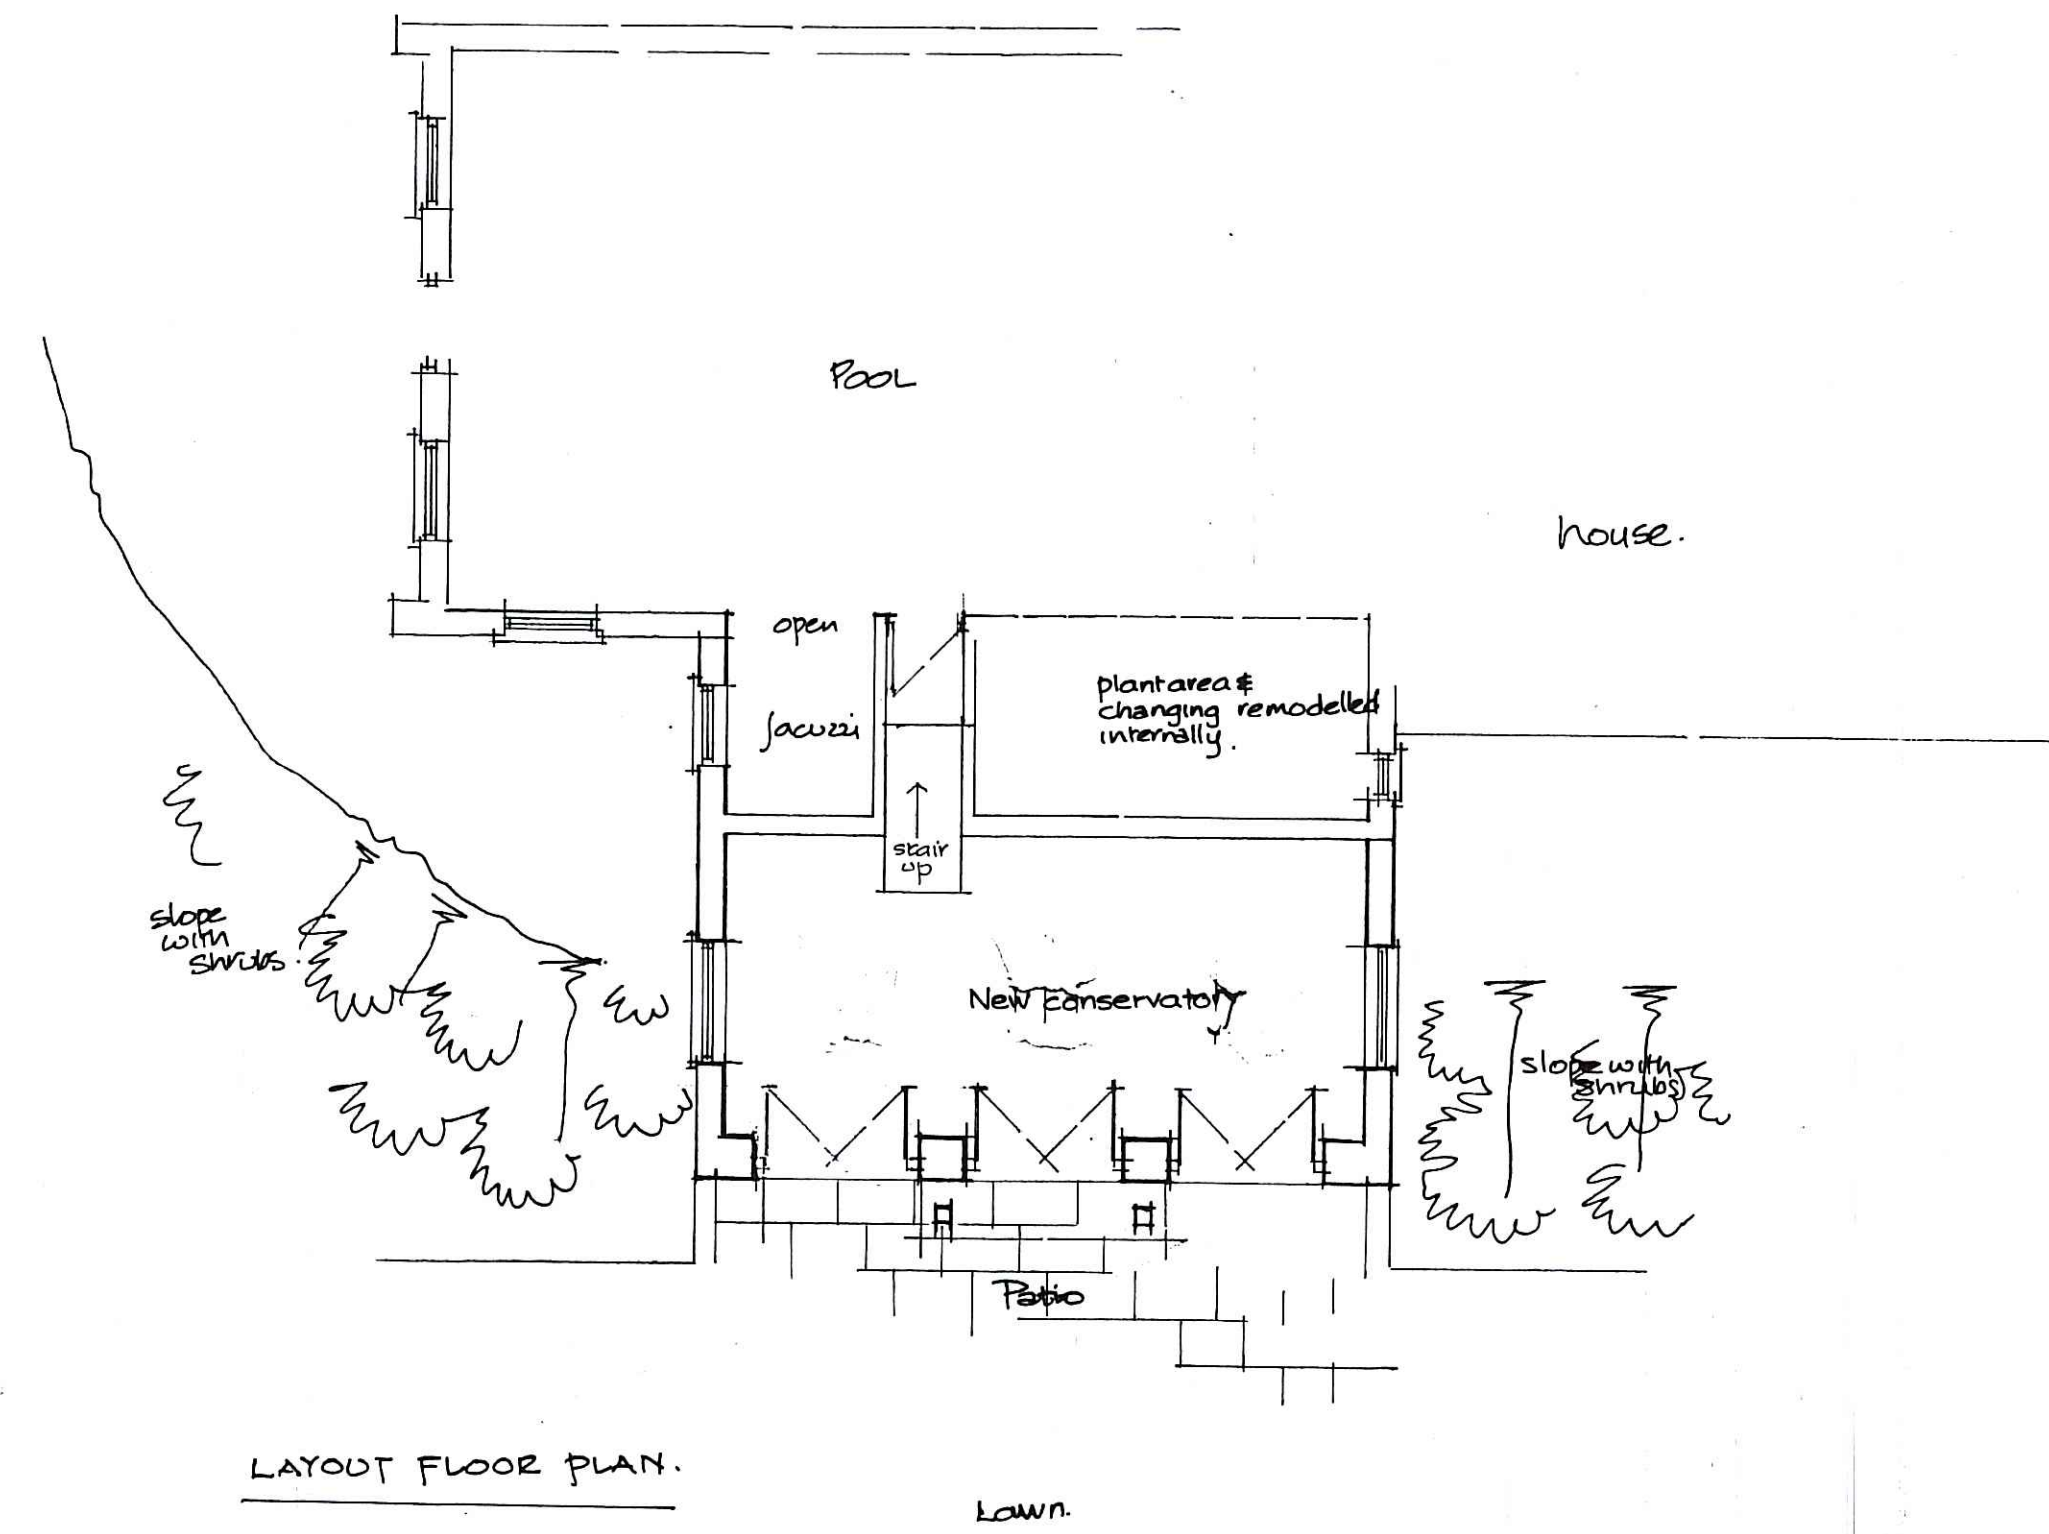 POOL
house.
open
Jacuzzi
plant area &
changing remodelled
internally.
stair
up
slope
with
shrubs.
New conservatory
slope with
shrubs
Patio
LAYOUT FLOOR PLAN.
Lawn.